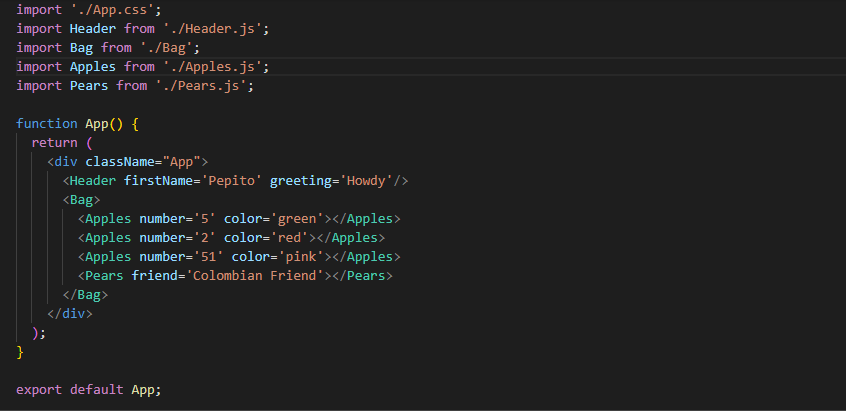 import './App.css';
import Header from './Header.js';
import Bag from './Bag';
import Apples from './Apples.js';
import Pears from './Pears.js';

function App() {
  return (
    <div className="App">
      <Header firstName='Pepito' greeting='Howdy'/>
      <Bag>
        <Apples number='5' color='green'></Apples>
        <Apples number='2' color='red'></Apples>
        <Apples number='51' color='pink'></Apples>
        <Pears friend='Colombian Friend'></Pears>
      </Bag>
    </div>
  );
}

export default App;